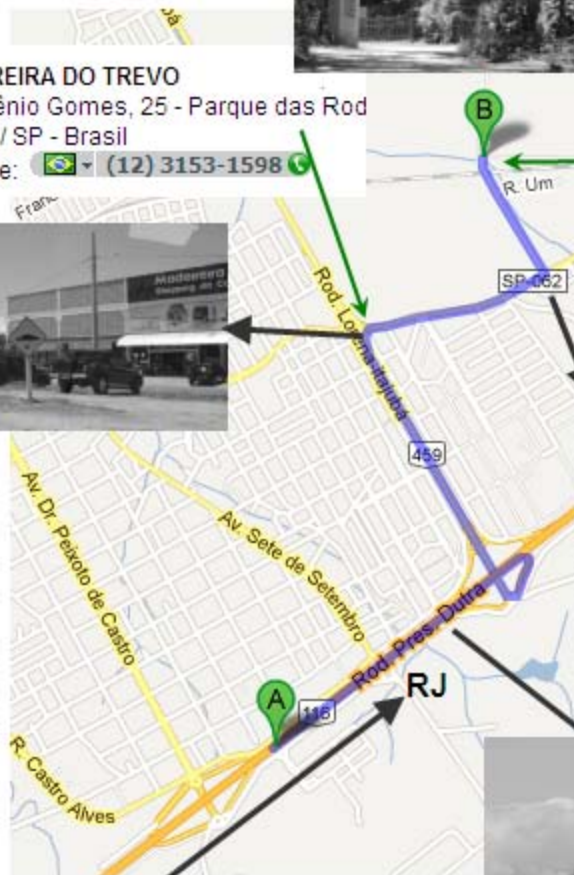 REIRA DO TREVO
ênio Gomes, 25 - Parque das Rod
/ SP - Brasil
e: (12) 3153-1598
B
R. Um
SP-062
Rod. Lorena-Itajubá
459
Av. Dr. Peixoto de Castro
Av. Sete de Setembro
Rod. Pres. Dutra
RJ
A
116
R. Castro Alves